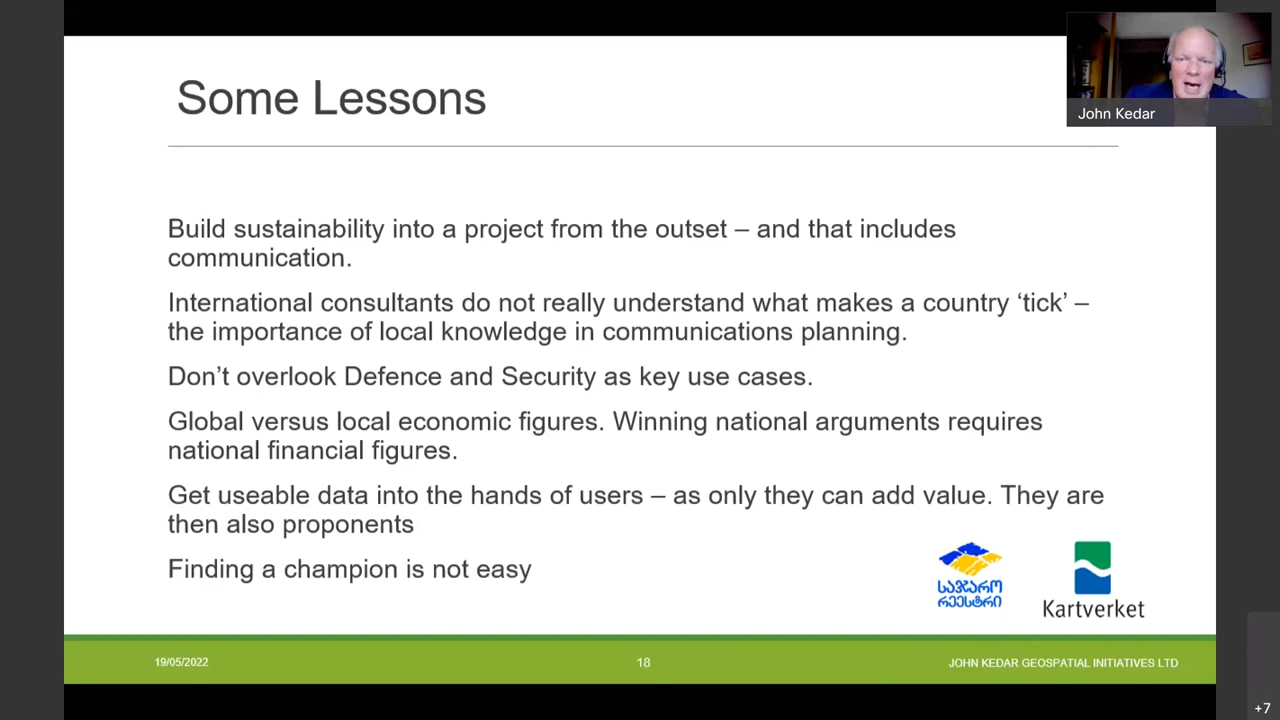 Some Lessons
John Kedar
Build sustainability into a project from the outset – and that includes
communication.
International consultants do not really understand what makes a country ‘tick’ –
the importance of local knowledge in communications planning.
Don’t overlook Defence and Security as key use cases.
Global versus local economic figures. Winning national arguments requires
national financial figures.
Get useable data into the hands of users – as only they can add value. They are
then also proponents
Finding a champion is not easy
საჯარო
რეესტრი
Kartverket
19/05/2022
18
JOHN KEDAR GEOSPATIAL INITIATIVES LTD
+7